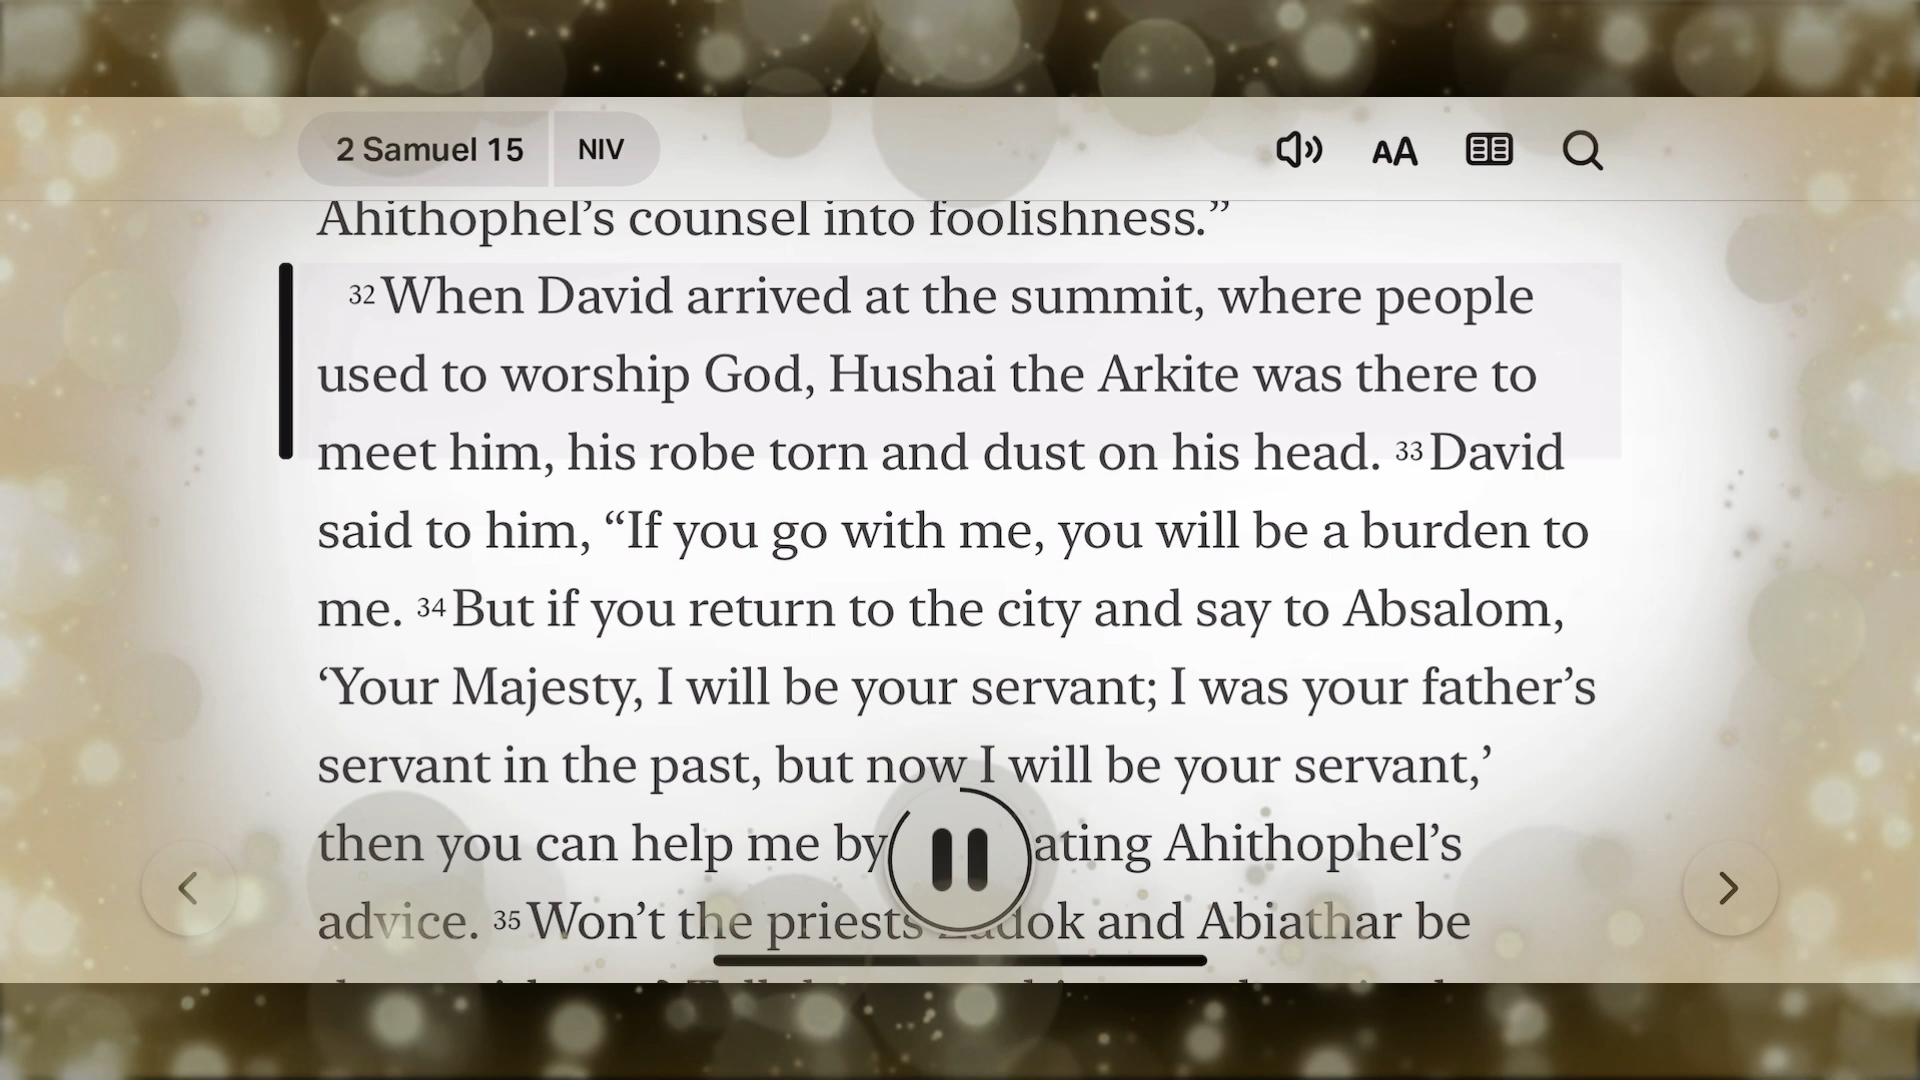 2 Samuel 15 NIV AA
Ahithophel’s counsel into foolishness.”
32 When David arrived at the summit, where people
used to worship God, Hushai the Arkite was there to
meet him, his robe torn and dust on his head. 33 David
said to him, “If you go with me, you will be a burden to
me. 34 But if you return to the city and say to Absalom,
‘Your Majesty, I will be your servant; I was your father’s
servant in the past, but now I will be your servant,’
then you can help me by ating Ahithophel’s
advice. 35 Won’t the priests Zadok and Abiathar be